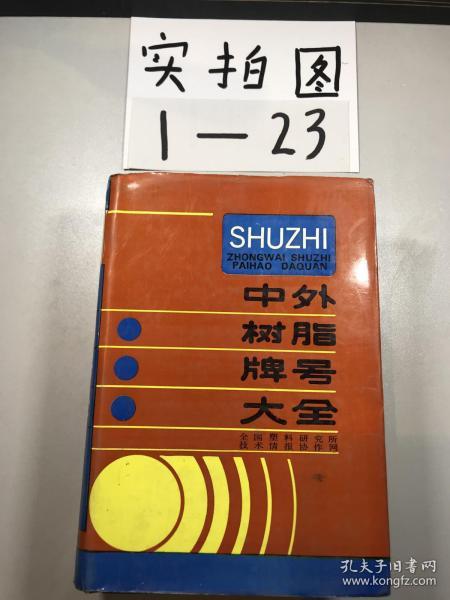 实拍图
1—23
SHUZHI
ZHONGWAI SHUZHI
PAIHAO DAQUAN
中外
树脂
牌号
大全
全国塑料研究所
技术情报协作网
孔夫子旧书网
www.kongfz.com